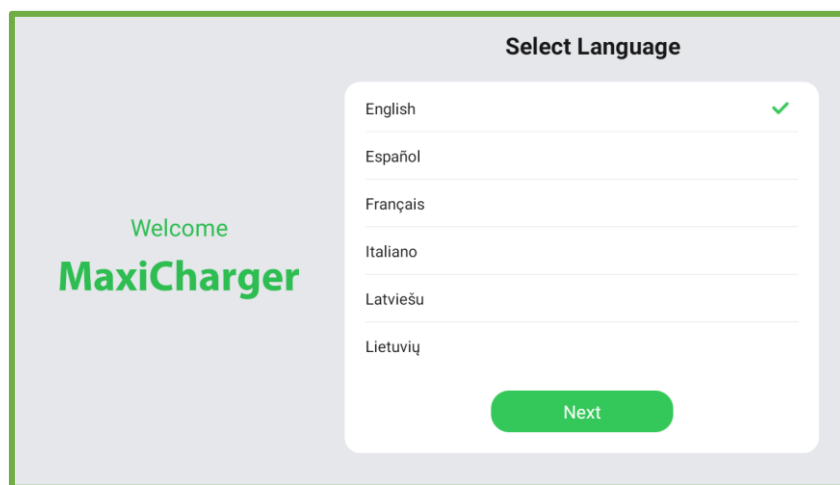 Select Language
English
Español
Français
Italiano
Latviešu
Lietuvių
Welcome
MaxiCharger
Next